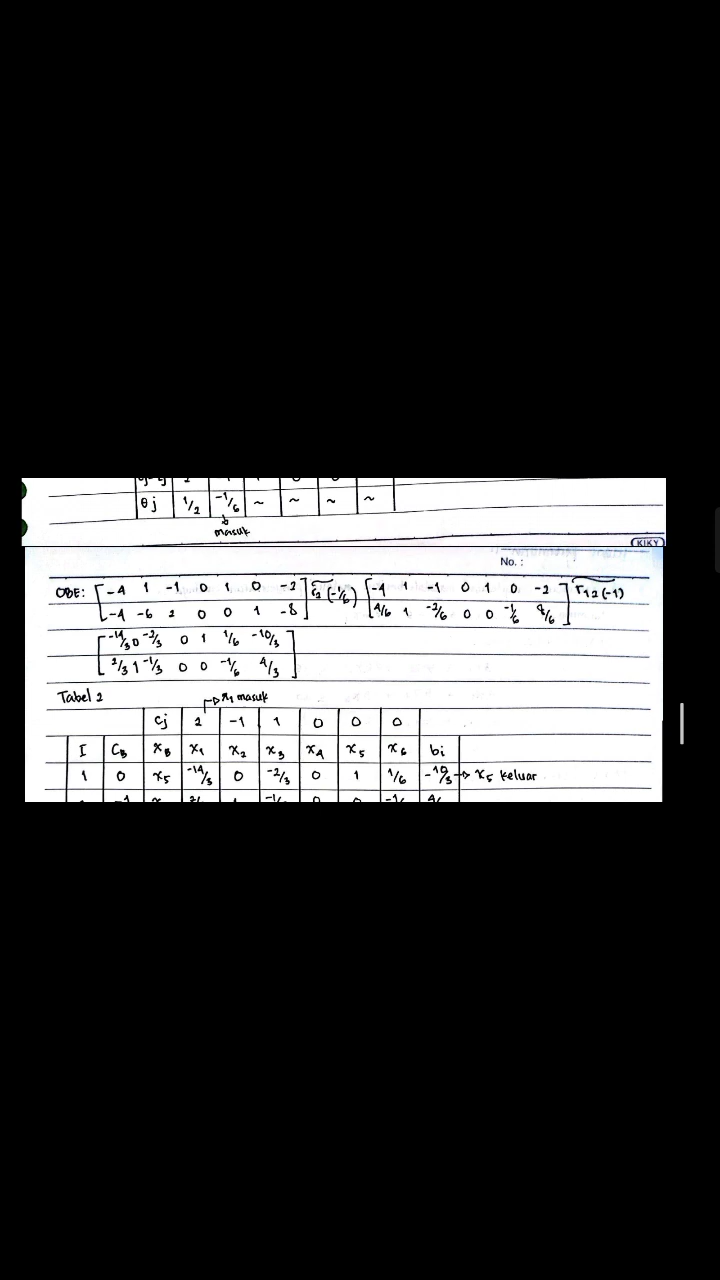 θj 1/2 -1/6 ~ ~ ~ ~
masuk
KIKY
No. :
OBE: [-4 1 -1 0 1 0 -2] r2 (-1/6) [-4 1 -1 0 1 0 -2] r12 (-1)
[-4 -6 2 0 0 1 -8] [4/6 1 -2/6 0 0 -1/6 8/6]
[-14/3 0 -2/3 0 1 1/6 -10/3]
[2/3 1 -1/3 0 0 -1/6 4/3]
Tabel 2
x1 masuk
Cj 2 -1 1 0 0 0
I CB XB x1 x2 x3 x4 x5 x6 bi
1 0 x5 -14/3 0 -2/3 0 1 1/6 -10/3 → x5 keluar